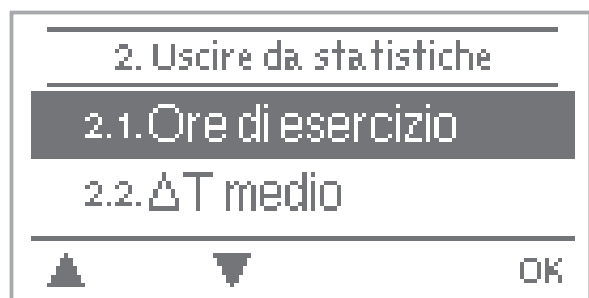 2. Uscire da statistiche
2.1. Ore di esercizio
2.2. ΔT medio
OK